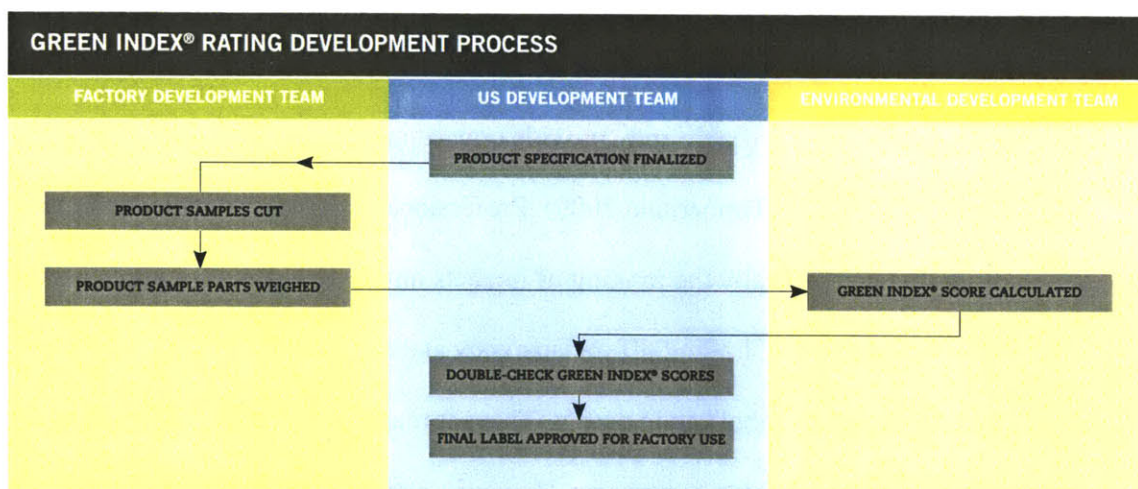 GREEN INDEX® RATING DEVELOPMENT PROCESS
FACTORY DEVELOPMENT TEAM
US DEVELOPMENT TEAM
ENVIRONMENTAL DEVELOPMENT TEAM
PRODUCT SPECIFICATION FINALIZED
PRODUCT SAMPLES CUT
PRODUCT SAMPLE PARTS WEIGHED
GREEN INDEX® SCORE CALCULATED
DOUBLE-CHECK GREEN INDEX® SCORES
FINAL LABEL APPROVED FOR FACTORY USE